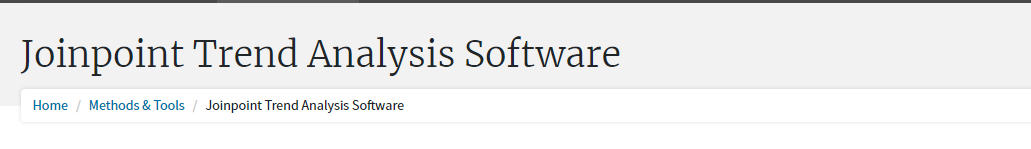 Joinpoint Trend Analysis Software
Home / Methods & Tools / Joinpoint Trend Analysis Software